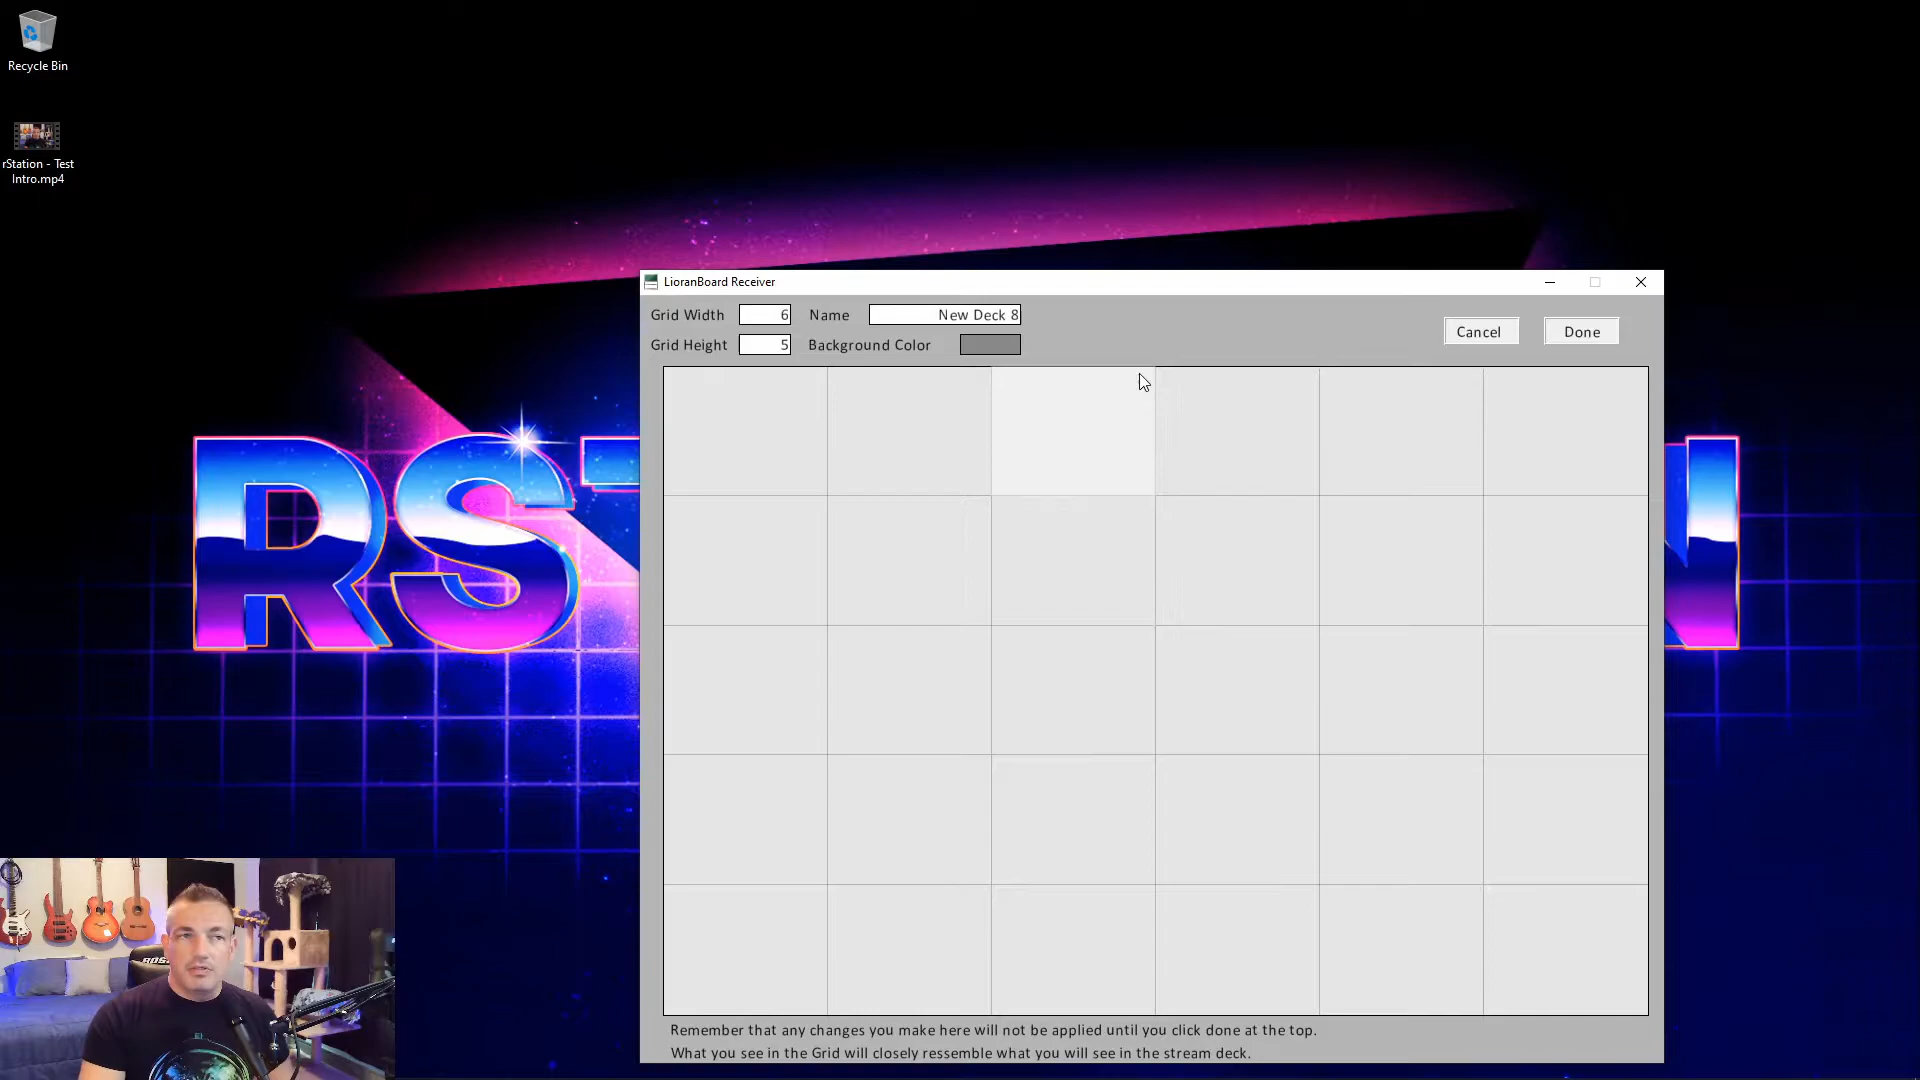 Recycle Bin
rStation - Test
Intro.mp4
LioranBoard Receiver
Grid Width 6 Name New Deck 8
Grid Height 5 Background Color
Cancel Done
RST N
Remember that any changes you make here will not be applied until you click done at the top.
What you see in the Grid will closely ressemble what you will see in the stream deck.